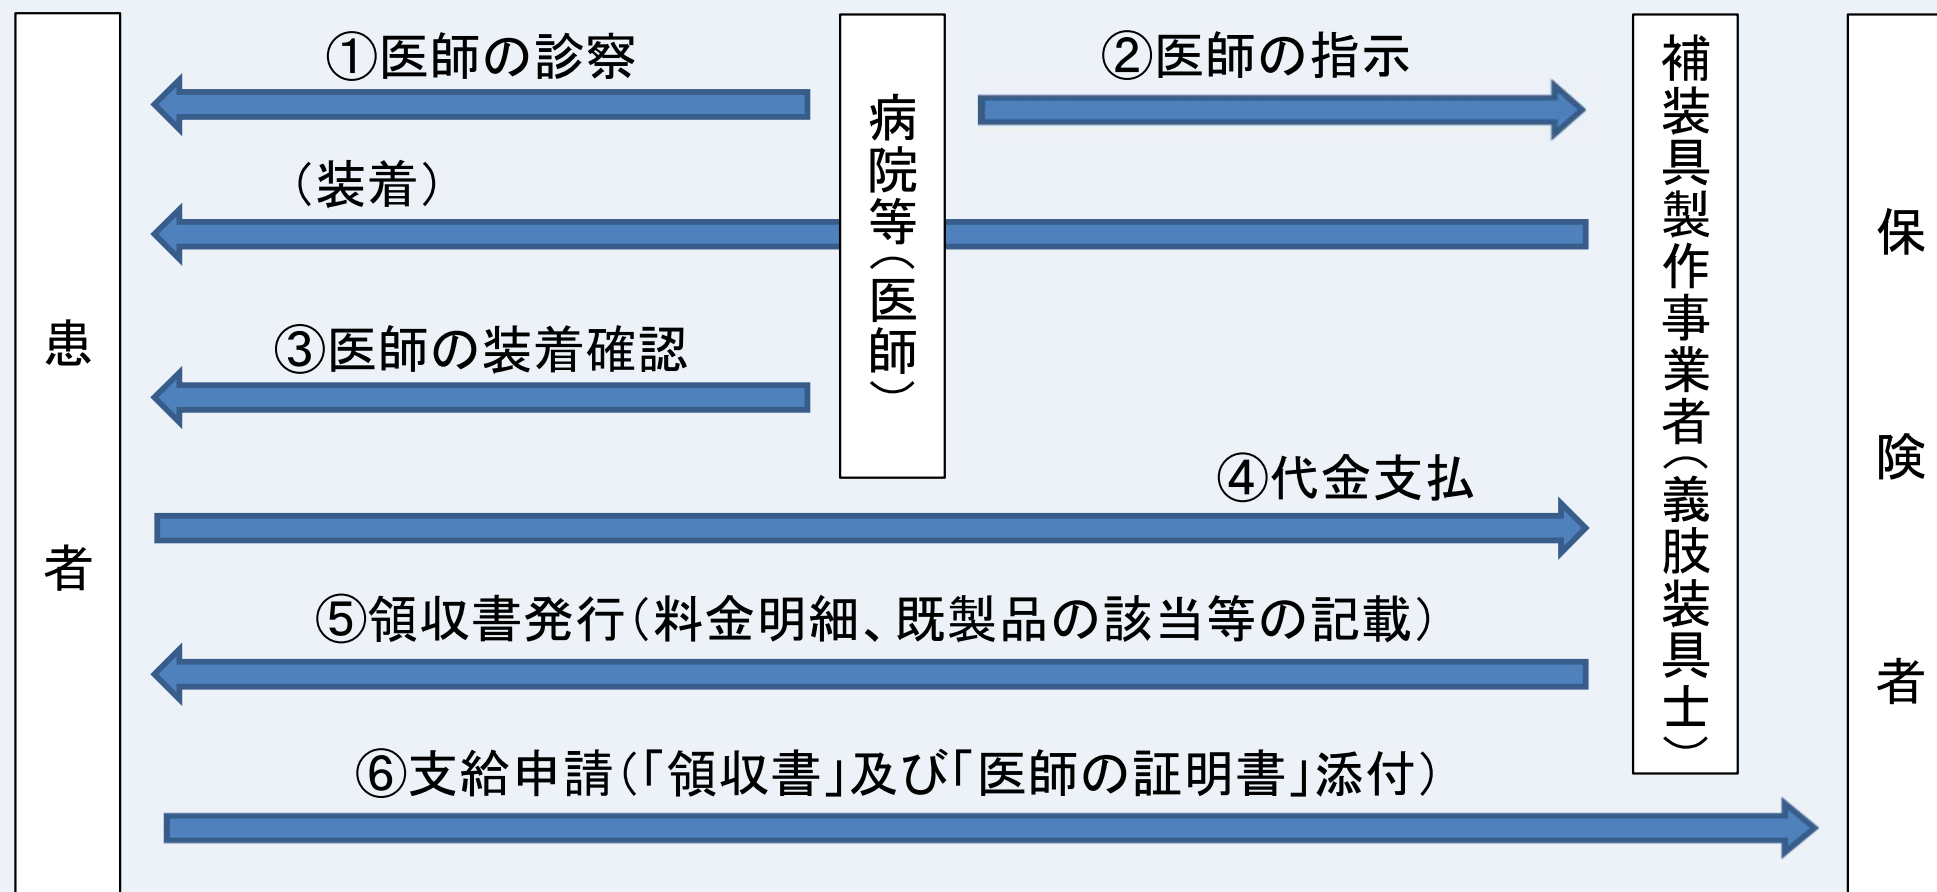 患者
①医師の診察
(装着)
③医師の装着確認
病院等(医師)
②医師の指示
④代金支払
⑤領収書発行(料金明細、既製品の該当等の記載)
⑥支給申請(「領収書」及び「医師の証明書」添付)
補装具製作事業者(義肢装具士)
保険者